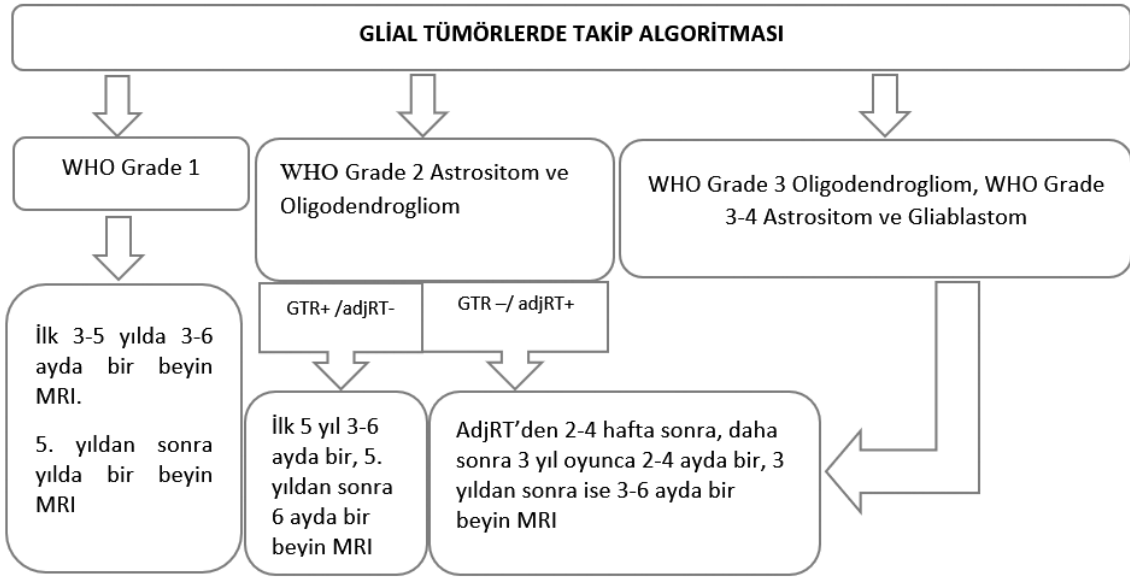 GLİAL TÜMÖRLERDE TAKİP ALGORİTMASI
WHO Grade 1
WHO Grade 2 Astrositom ve
Oligodendrogliom
WHO Grade 3 Oligodendrogliom, WHO Grade
3-4 Astrositom ve Gliablastom
GTR+ /adjRT-
GTR –/ adjRT+
İlk 3-5 yılda 3-6
ayda bir beyin
MRI.
5. yıldan sonra
yılda bir beyin
MRI
İlk 5 yıl 3-6
ayda bir, 5.
yıldan sonra
6 ayda bir
beyin MRI
AdjRT’den 2-4 hafta sonra, daha
sonra 3 yıl oyunca 2-4 ayda bir, 3
yıldan sonra ise 3-6 ayda bir
beyin MRI